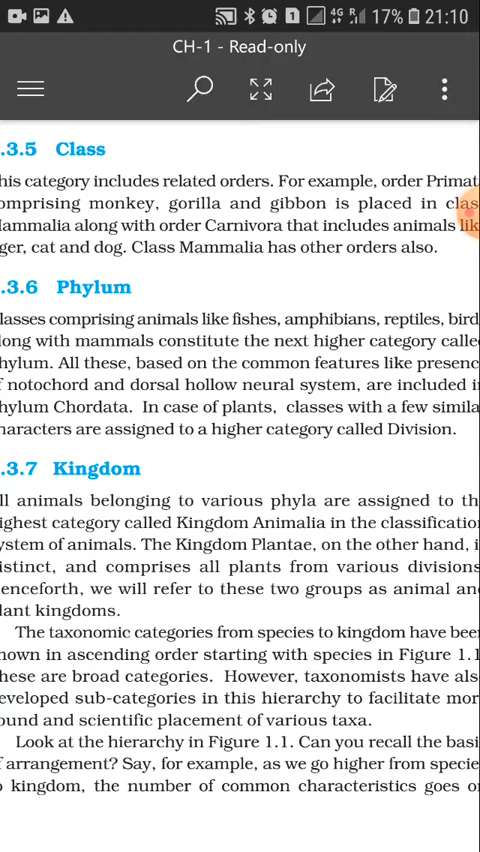 4G R 17% 21:10
CH-1 - Read-only
.3.5 Class
his category includes related orders. For example, order Primat
omprising monkey, gorilla and gibbon is placed in clas
ammalia along with order Carnivora that includes animals lik
ger, cat and dog. Class Mammalia has other orders also.
.3.6 Phylum
lasses comprising animals like fishes, amphibians, reptiles, bird
long with mammals constitute the next higher category calle
hylum. All these, based on the common features like presenc
f notochord and dorsal hollow neural system, are included i
hylum Chordata. In case of plants, classes with a few simila
haracters are assigned to a higher category called Division.
.3.7 Kingdom
ll animals belonging to various phyla are assigned to th
ighest category called Kingdom Animalia in the classificatio
ystem of animals. The Kingdom Plantae, on the other hand, i
istinct, and comprises all plants from various divisions
enceforth, we will refer to these two groups as animal an
lant kingdoms.
The taxonomic categories from species to kingdom have bee
hown in ascending order starting with species in Figure 1.1
hese are broad categories. However, taxonomists have als
eveloped sub-categories in this hierarchy to facilitate mor
ound and scientific placement of various taxa.
Look at the hierarchy in Figure 1.1. Can you recall the basi
f arrangement? Say, for example, as we go higher from specie
o kingdom, the number of common characteristics goes o